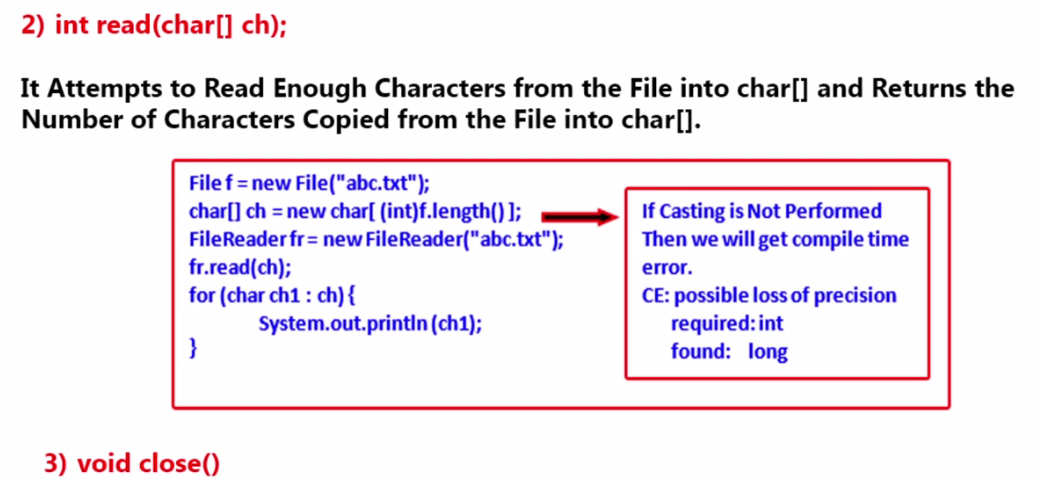 2) int read(char[] ch);
It Attempts to Read Enough Characters from the File into char[] and Returns the
Number of Characters Copied from the File into char[].
File f = new File("abc.txt");
char[] ch = new char[ (int)f.length() ];
FileReader fr = new FileReader("abc.txt");
fr.read(ch);
for (char ch1 : ch) {
System.out.println (ch1);
}
If Casting is Not Performed
Then we will get compile time
error.
CE: possible loss of precision
required: int
found: long
3) void close()